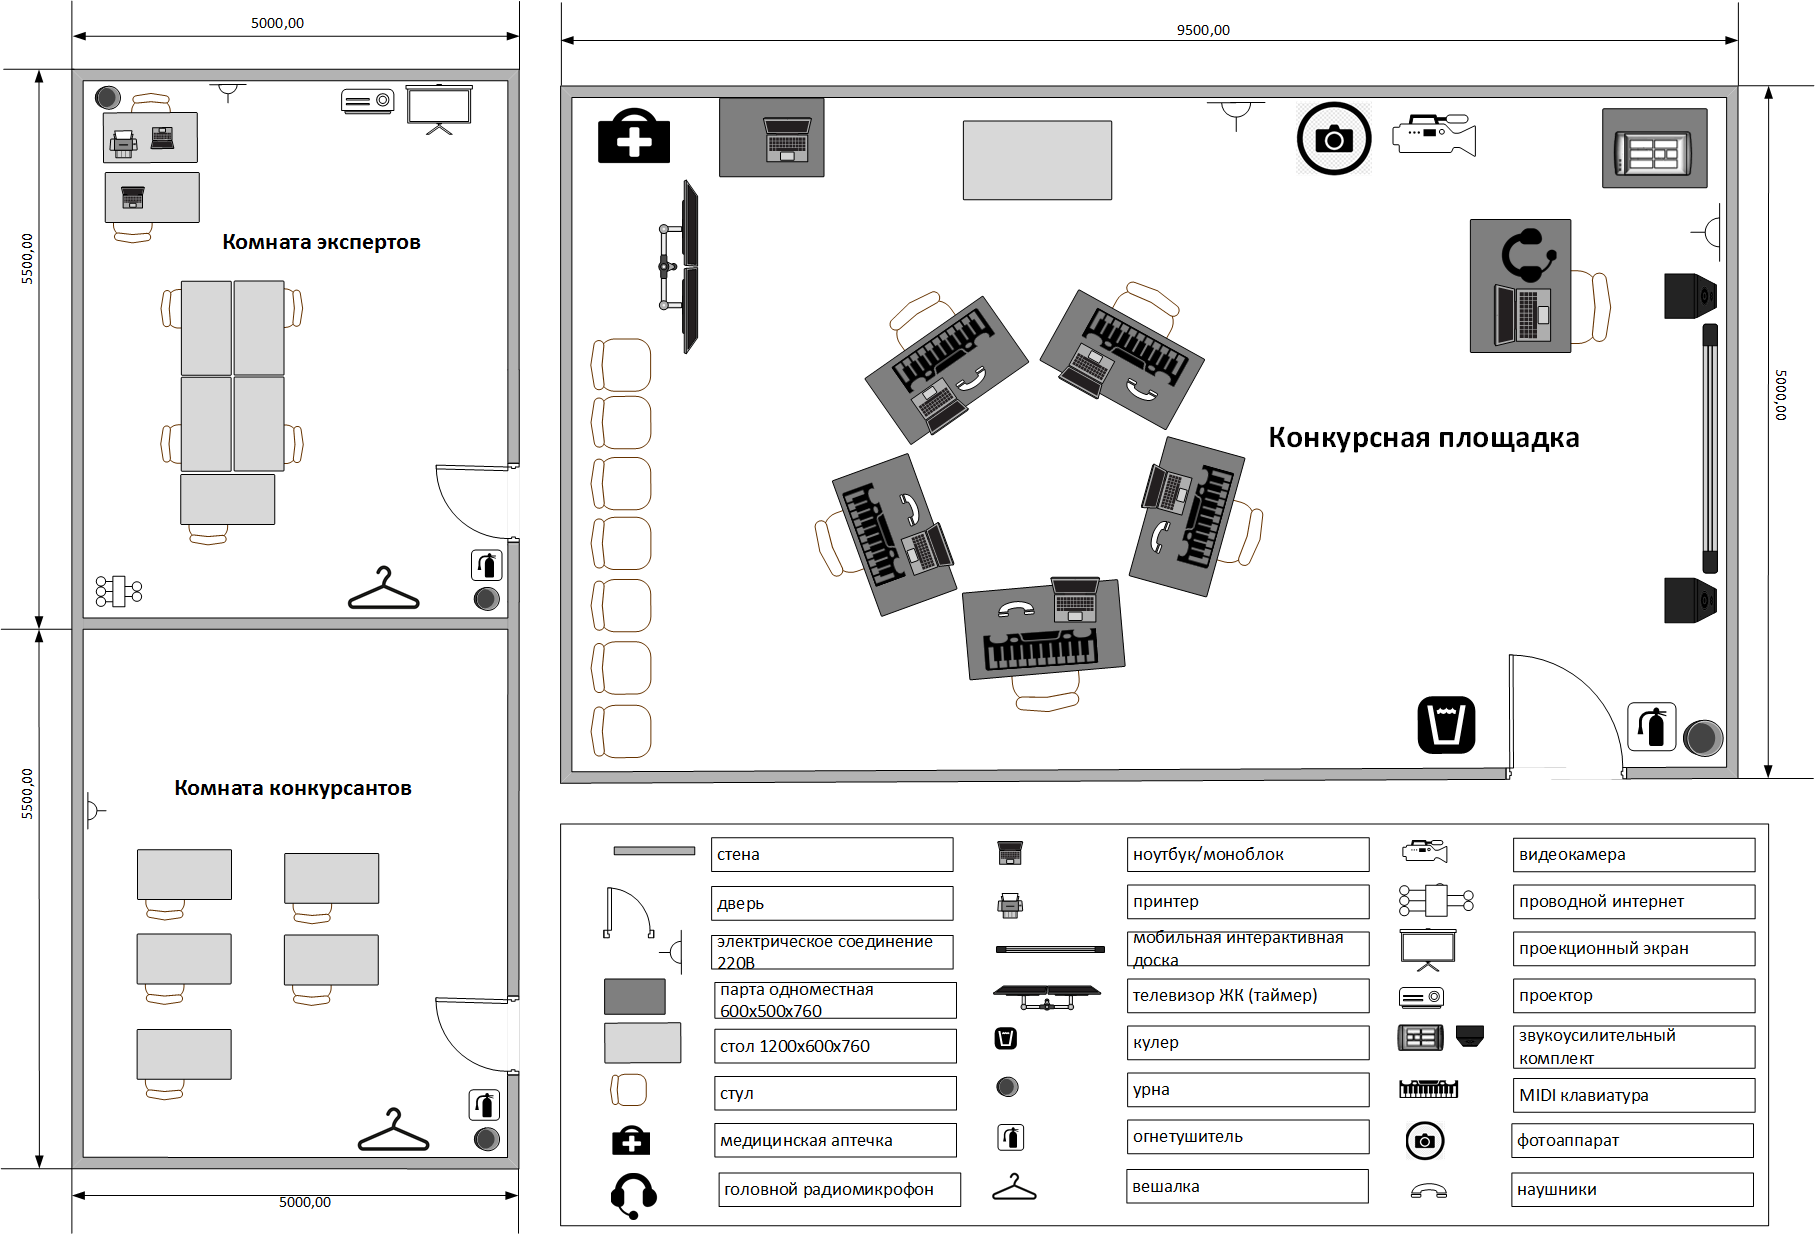 5000,00
9500,00
5500,00
Комната экспертов
5000,00
Конкурсная площадка
5500,00
Комната конкурсантов
5000,00
стена
дверь
электрическое соединение
220В
парта одноместная
600х500х760
стол 1200х600х760
стул
медицинская аптечка
головной радиомикрофон
ноутбук/моноблок
принтер
мобильная интерактивная
доска
телевизор ЖК (таймер)
кулер
урна
огнетушитель
вешалка
видеокамера
проводной интернет
проекционный экран
проектор
звукоусилительный
комплект
MIDI клавиатура
фотоаппарат
наушники